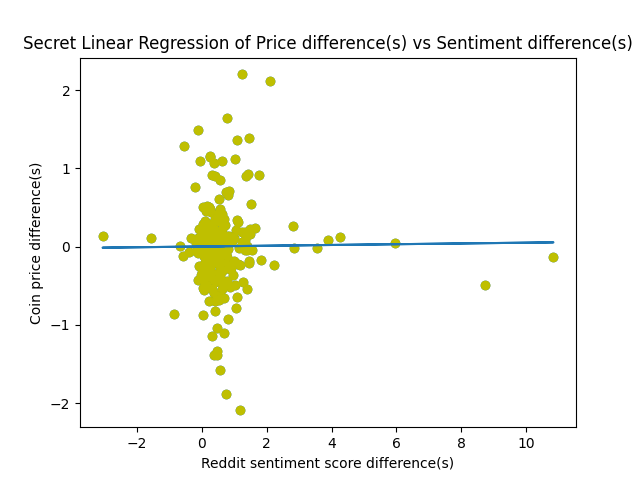 Secret Linear Regression of Price difference(s) vs Sentiment difference(s)
2
1
0
−1
−2
Coin price difference(s)
−2 0 2 4 6 8 10
Reddit sentiment score difference(s)